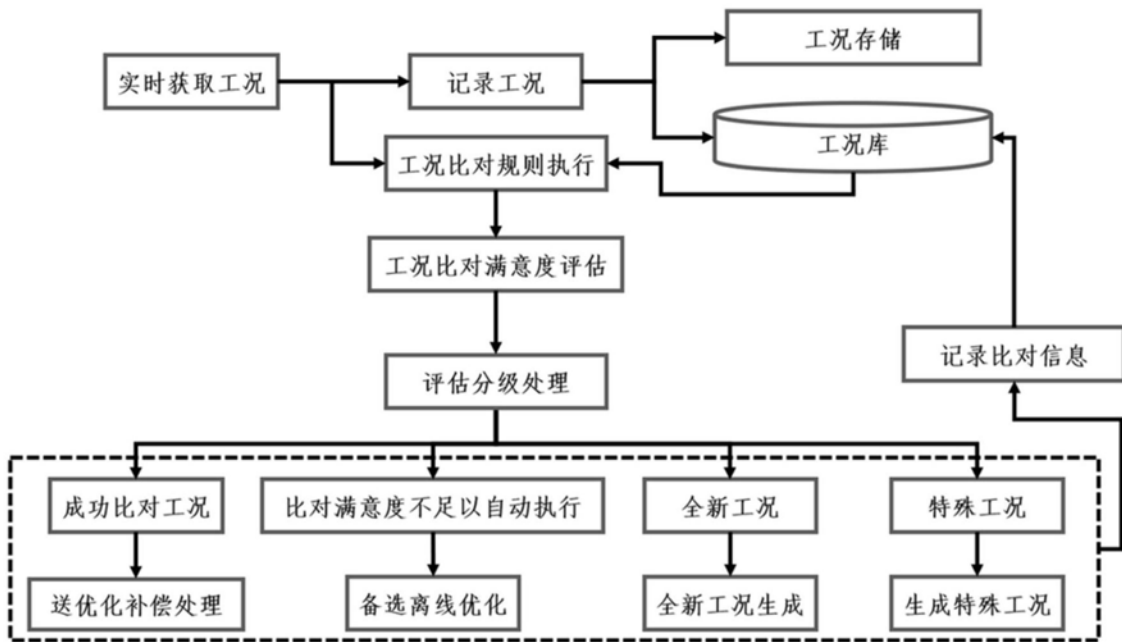 工况存储
实时获取工况
记录工况
工况库
工况比对规则执行
工况比对满意度评估
记录比对信息
评估分级处理
成功比对工况
比对满意度不足以自动执行
全新工况
特殊工况
送优化补偿处理
备选离线优化
全新工况生成
生成特殊工况